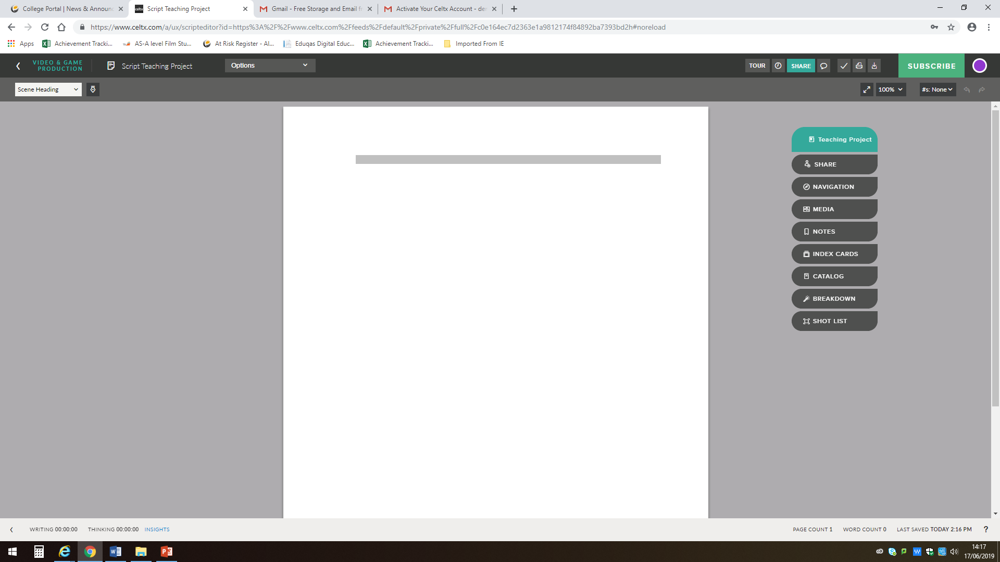 College Portal | News & Announc
Script Teaching Project
Gmail - Free Storage and Email fr
Activate Your Celtx Account - der
https://www.celtx.com/a/ux/scripteditor?id=https%3A%2F%2Fwww.celtx.com%2Ffeeds%2Fdefault%2Fprivate%2Ffull%2Fc0e164ec7d2363e1a9812174f84892ba7393bd2h#noreload
Apps
Achievement Tracki...
AS-A level Film Stu...
At Risk Register - Al...
Eduqas Digital Educ...
Achievement Tracki...
Imported From IE
VIDEO & GAME
PRODUCTION
Script Teaching Project
Options
TOUR
SHARE
SUBSCRIBE
Scene Heading
100%
#s: None
Teaching Project
SHARE
NAVIGATION
MEDIA
NOTES
INDEX CARDS
CATALOG
BREAKDOWN
SHOT LIST
WRITING 00:00:00
THINKING 00:00:00
INSIGHTS
PAGE COUNT 1
WORD COUNT 0
LAST SAVED TODAY 2:16 PM
?
14:17
17/06/2019